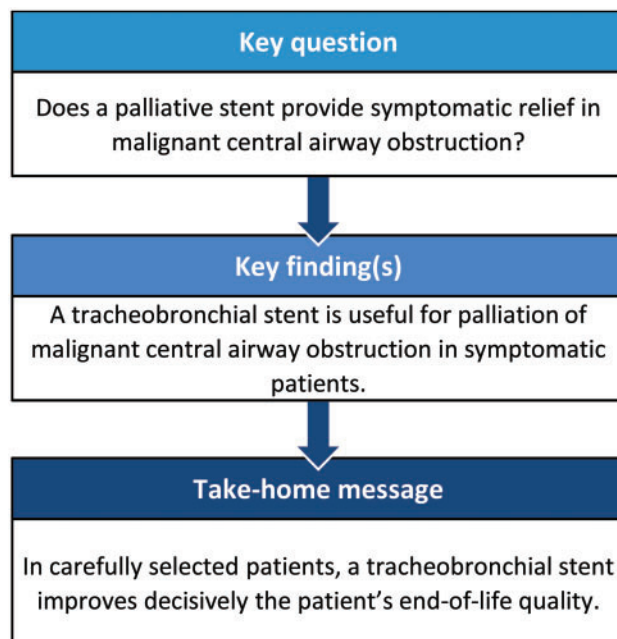 Key question
Does a palliative stent provide symptomatic relief in
malignant central airway obstruction?
Key finding(s)
A tracheobronchial stent is useful for palliation of
malignant central airway obstruction in symptomatic
patients.
Take-home message
In carefully selected patients, a tracheobronchial stent
improves decisively the patient’s end-of-life quality.